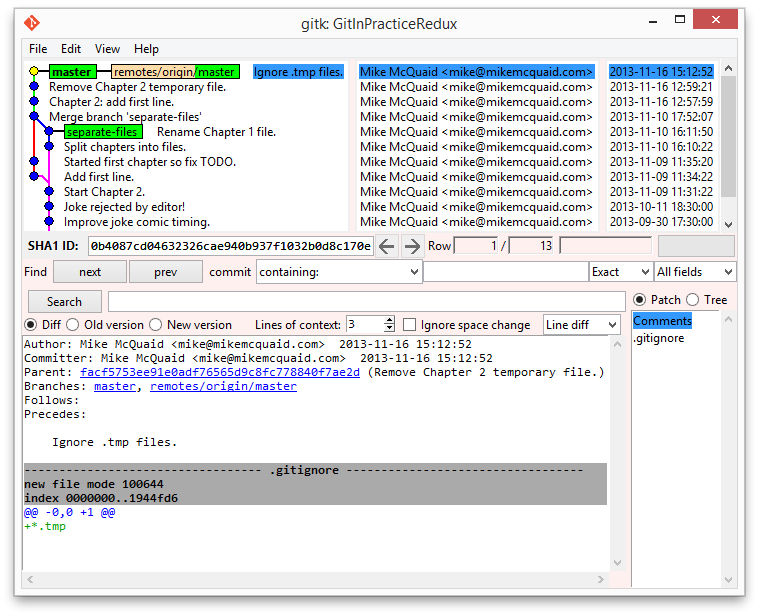 gitk: GitInPracticeRedux
File Edit View Help
master remotes/origin/master Ignore .tmp files. Mike McQuaid <mike@mikemcquaid.com> 2013-11-16 15:12:52
Remove Chapter 2 temporary file. Mike McQuaid <mike@mikemcquaid.com> 2013-11-16 12:59:21
Chapter 2: add first line. Mike McQuaid <mike@mikemcquaid.com> 2013-11-16 12:57:59
Merge branch 'separate-files' Mike McQuaid <mike@mikemcquaid.com> 2013-11-10 17:52:07
separate-files Rename Chapter 1 file. Mike McQuaid <mike@mikemcquaid.com> 2013-11-10 16:11:50
Split chapters into files. Mike McQuaid <mike@mikemcquaid.com> 2013-11-10 16:10:22
Started first chapter so fix TODO. Mike McQuaid <mike@mikemcquaid.com> 2013-11-09 11:35:20
Add first line. Mike McQuaid <mike@mikemcquaid.com> 2013-11-09 11:34:22
Start Chapter 2. Mike McQuaid <mike@mikemcquaid.com> 2013-11-09 11:31:22
Joke rejected by editor! Mike McQuaid <mike@mikemcquaid.com> 2013-10-11 18:30:00
Improve joke comic timing. Mike McQuaid <mike@mikemcquaid.com> 2013-09-30 17:30:00
SHA1 ID: 0b4087cd04632326cae940b937f1032b0d8c170e Row 1 / 13
Find next prev commit containing: Exact All fields
Search
Patch Tree
Diff Old version New version Lines of context: 3 Ignore space change Line diff
Comments
.gitignore
Author: Mike McQuaid <mike@mikemcquaid.com> 2013-11-16 15:12:52
Committer: Mike McQuaid <mike@mikemcquaid.com> 2013-11-16 15:12:52
Parent: facf5753ee91e0adf76565d9c8fc778840f7ae2d (Remove Chapter 2 temporary file.)
Branches: master, remotes/origin/master
Follows:
Precedes:
Ignore .tmp files.
------------------------------- .gitignore -------------------------------
new file mode 100644
index 0000000..1944fd6
@@ -0,0 +1 @@
+*.tmp